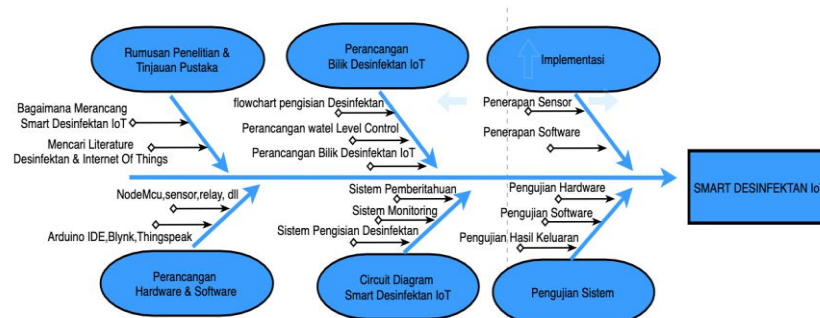 Rumusan Penelitian &
Tinjauan Pustaka
Perancangan
Bilik Desinfektan IoT
Implementasi
Bagaimana Merancang
Smart Desinfektan IoT
Mencari Literature
Desinfektan & Internet Of Things
flowchart pengisian Desinfektan
Perancangan watel Level Control
Perancangan Bilik Desinfektan IoT
Penerapan Sensor
Penerapan Software
SMART DESINFEKTAN IoT
NodeMcu,sensor,relay, dll
Arduino IDE,Blynk,Thingspeak
Sistem Pemberitahuan
Sistem Monitoring
Sistem Pengisian Desinfektan
Pengujian Hardware
Pengujian Software
Pengujian Hasil Keluaran
Perancangan
Hardware & Software
Circuit Diagram
Smart Desinfektan IoT
Pengujian Sistem